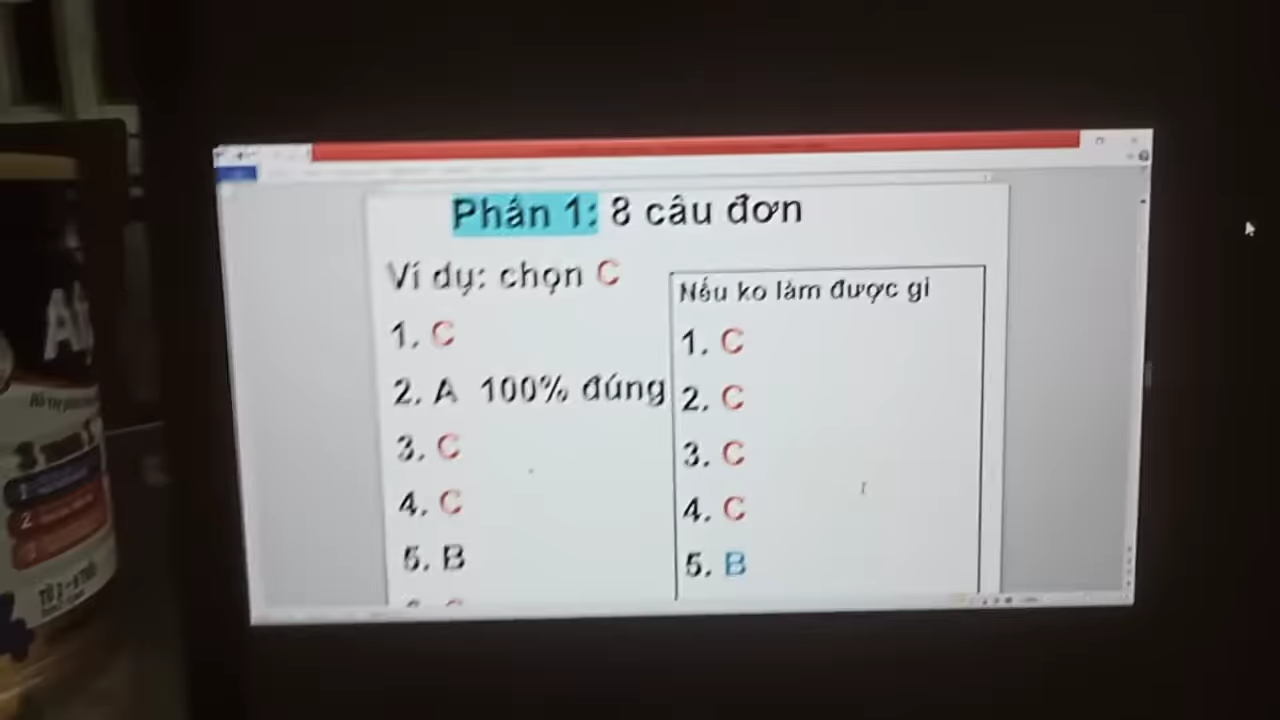 Phần 1: 8 câu đơn
Ví dụ: chọn C
1. C
2. A 100% đúng
3. C
4. C
5. B
Nếu ko làm được gì
1. C
2. C
3. C
4. C
5. B